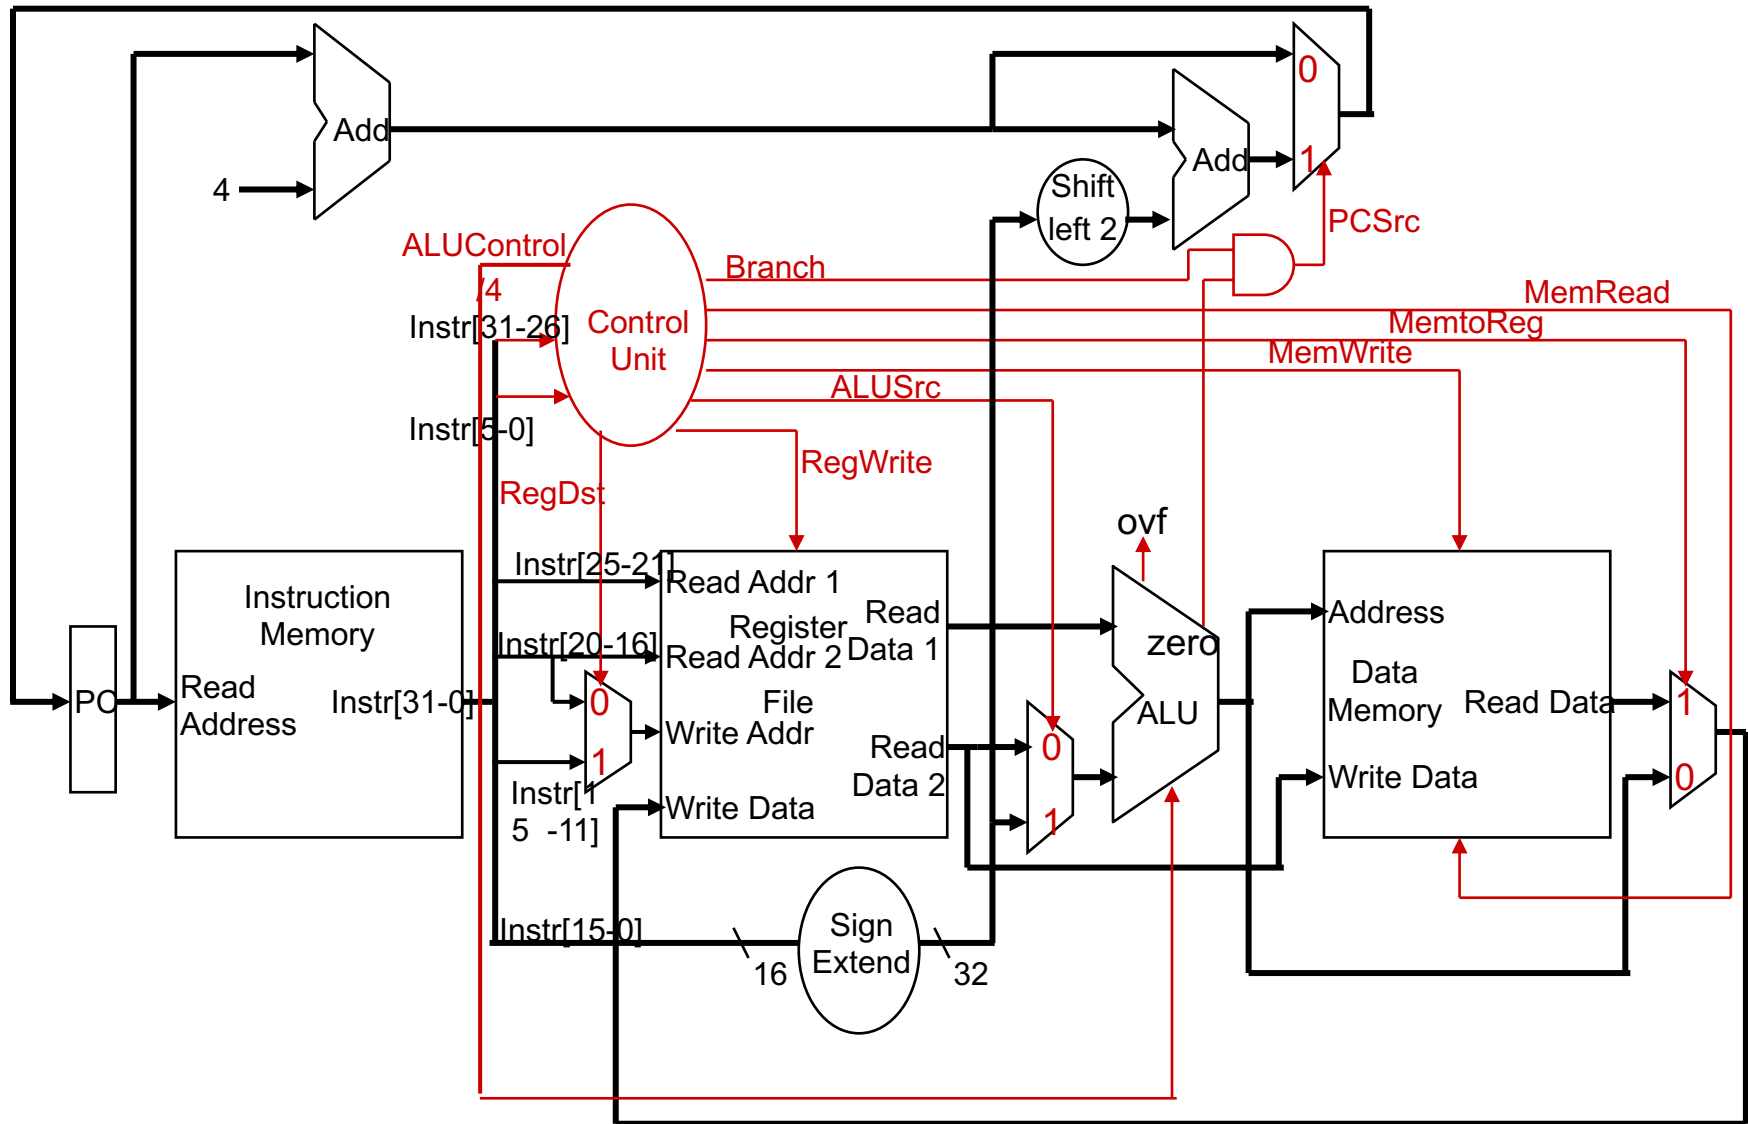 0
Add
Add
1
4
Shift
left 2
PCSrc
ALUControl
Branch
/4
MemRead
Instr[31-26]
Control
Unit
MemtoReg
MemWrite
ALUSrc
Instr[5-0]
RegWrite
RegDst
ovf
Instr[25-21]
Read Addr 1
Instruction
Memory
Register
File
Read
Data 1
Address
Instr[20-16]
Read Addr 2
zero
ALU
Data
Memory
PC
Read
Address
Instr[31-0]
0
1
Write Addr
Read
Data 2
0
1
Read Data
1
0
Write Data
Instr[1
5 -11]
Write Data
Instr[15-0]
16
Sign
Extend
32